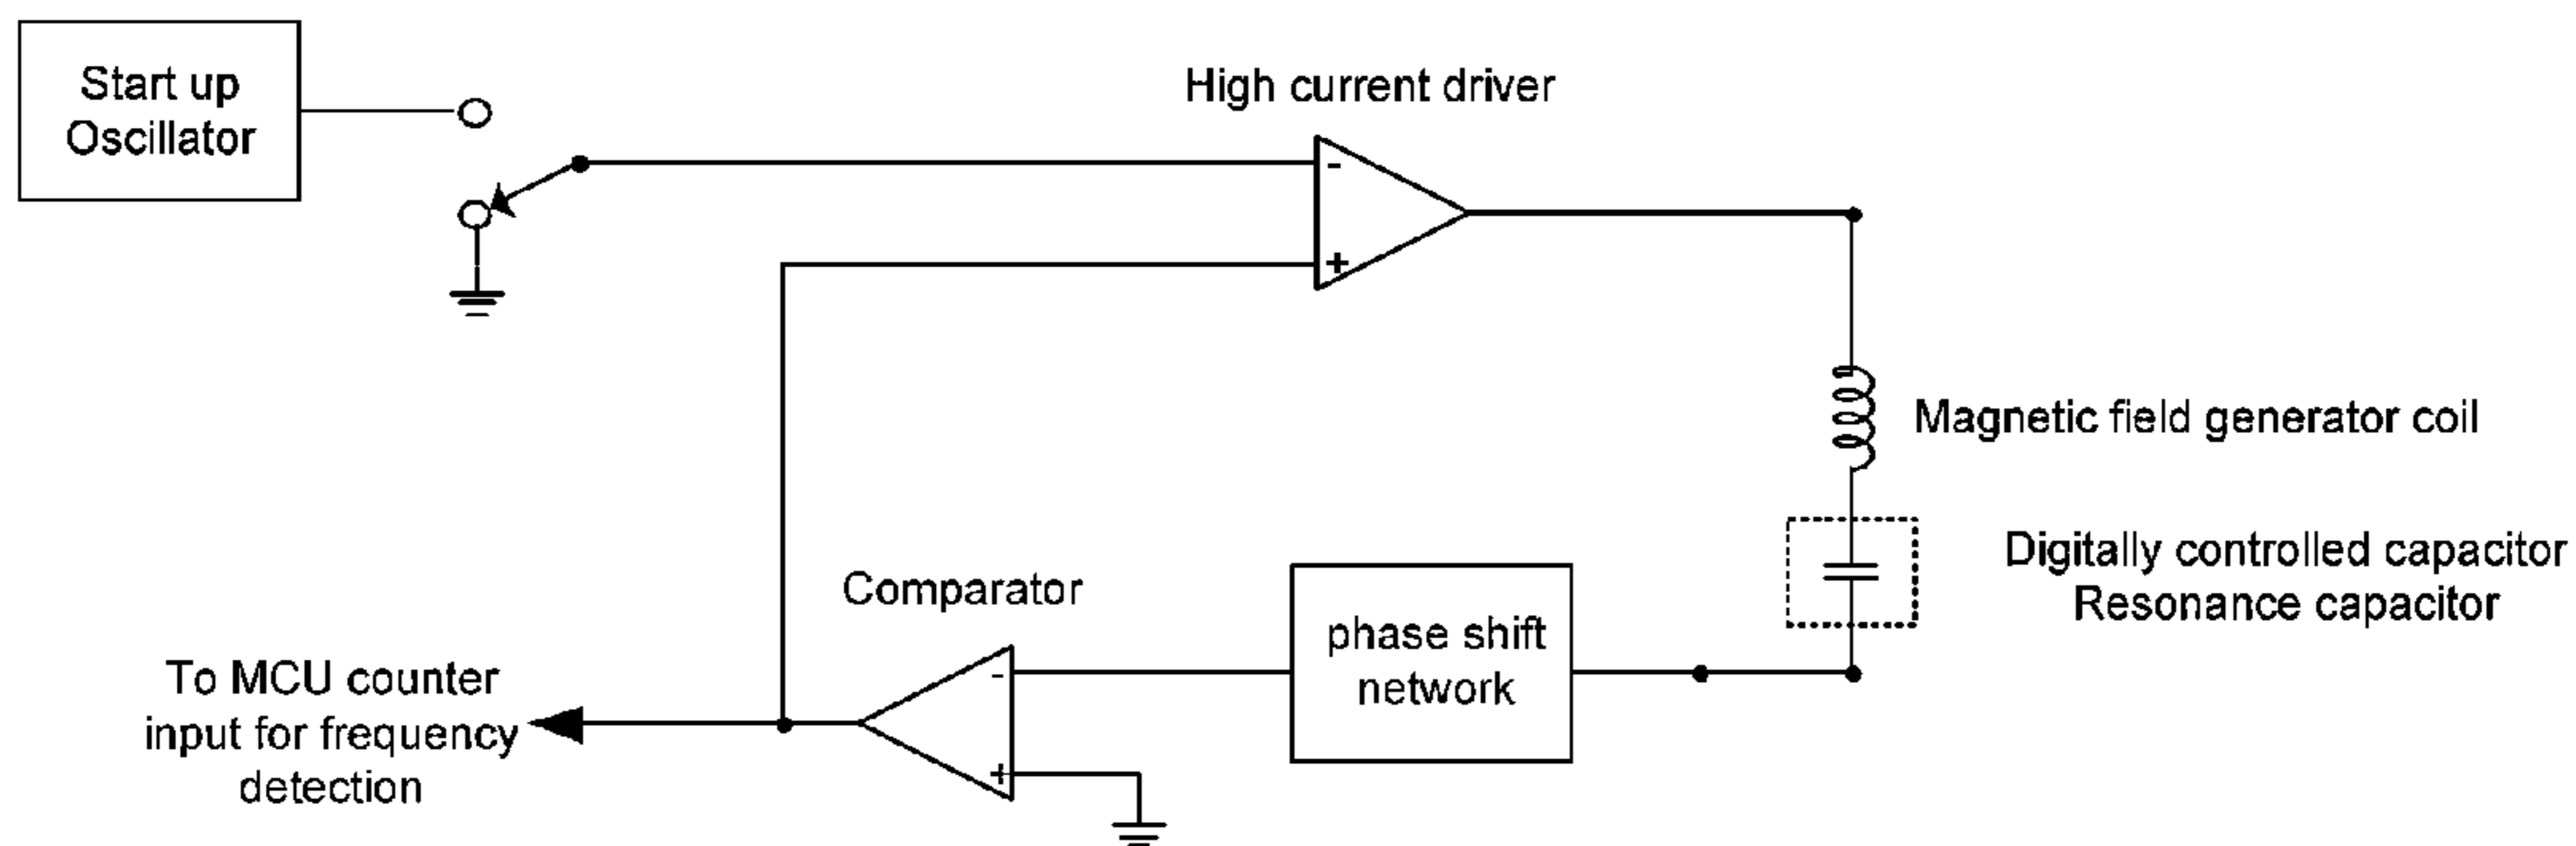 Start up
Oscillator
High current driver
-
+
Magnetic field generator coil
Digitally controlled capacitor
Resonance capacitor
Comparator
phase shift
network
-
+
To MCU counter
input for frequency
detection